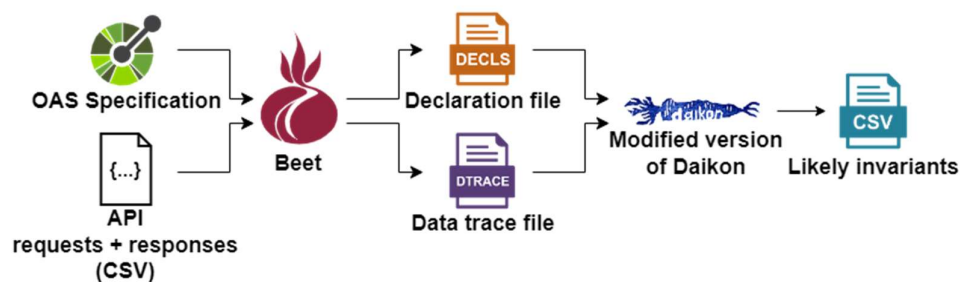 OAS Specification
{...}
API
requests + responses
(CSV)
Beet
DECLS
Declaration file
DTRACE
Data trace file
daikon
Modified version
of Daikon
CSV
Likely invariants